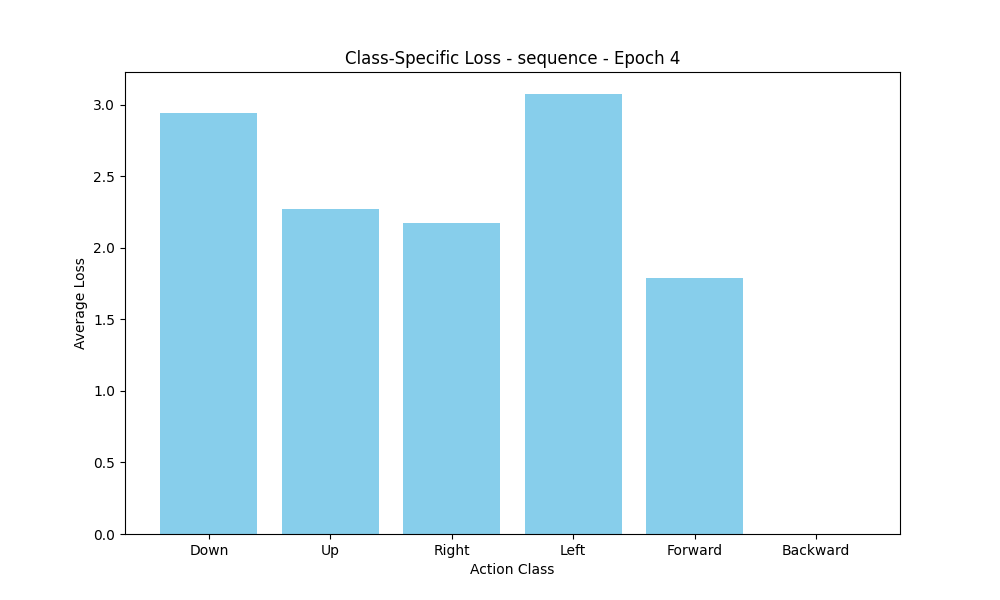 Class-Specific Loss - sequence - Epoch 4
3.0
2.5
2.0
1.5
1.0
0.5
0.0
Average Loss
Down Up Right Left Forward Backward
Action Class